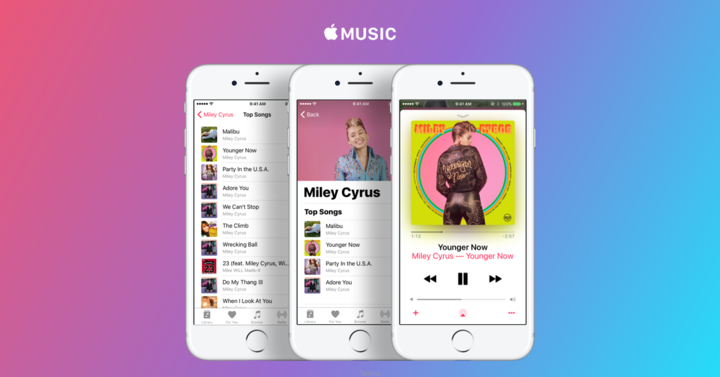 MUSIC
9:41 AM
Miley Cyrus
Top Songs
Malibu
Miley Cyrus
Younger Now
Miley Cyrus
Party In the U.S.A.
Miley Cyrus
Adore You
Miley Cyrus
We Can't Stop
Miley Cyrus
The Climb
Miley Cyrus
Wrecking Ball
Miley Cyrus
23 (feat. Miley Cyrus, Wi...
Mike WiLL Made-It
Do My Thang
Miley Cyrus
When I Look At You
Miley Cyrus
Library
For You
Browse
Radio
9:41 AM
Back
Miley Cyrus
Top Songs
Malibu
Miley Cyrus
Younger Now
Miley Cyrus
Party In the U.S.A.
Miley Cyrus
Adore You
Miley Cyrus
Library
For You
Browse
Radio
9:41 AM
100%
MILEY CYRUS
Younger
Now
RCA
1:12
-2:57
Younger Now
Miley Cyrus — Younger Now